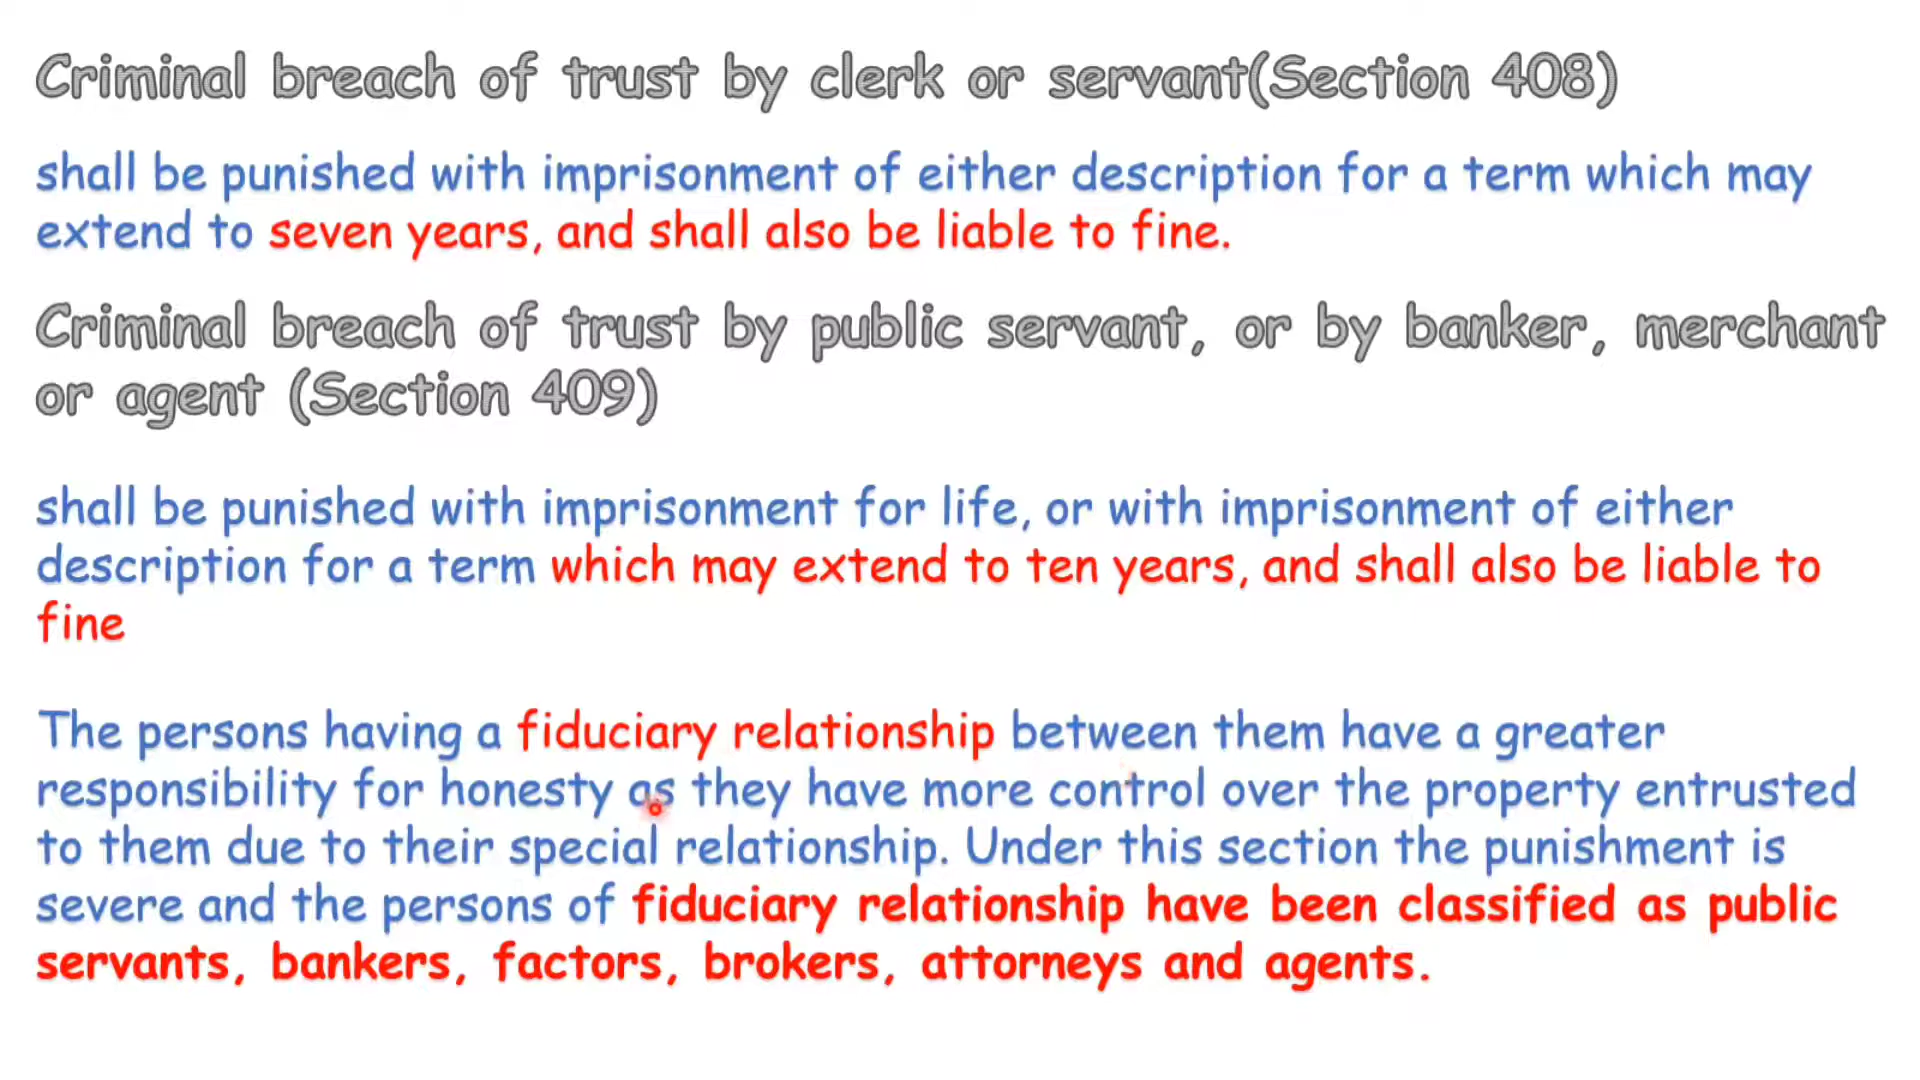 Criminal breach of trust by clerk or servant(Section 408)
shall be punished with imprisonment of either description for a term which may
extend to seven years, and shall also be liable to fine.
Criminal breach of trust by public servant, or by banker, merchant
or agent (Section 409)
shall be punished with imprisonment for life, or with imprisonment of either
description for a term which may extend to ten years, and shall also be liable to
fine
The persons having a fiduciary relationship between them have a greater
responsibility for honesty as they have more control over the property entrusted
to them due to their special relationship. Under this section the punishment is
severe and the persons of fiduciary relationship have been classified as public
servants, bankers, factors, brokers, attorneys and agents.